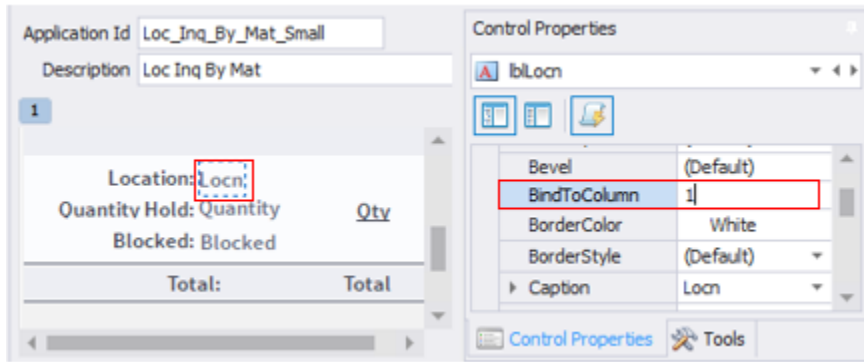 Application Id Loc_Inq_By_Mat_Small
Description Loc Inq By Mat
1
Location: Locn
Quantity Hold: Quantity Qty
Blocked: Blocked
Total: Total
Control Properties
A lblLocn
Bevel (Default)
BindToColumn 1
BorderColor White
BorderStyle (Default)
Caption Locn
Control Properties Tools